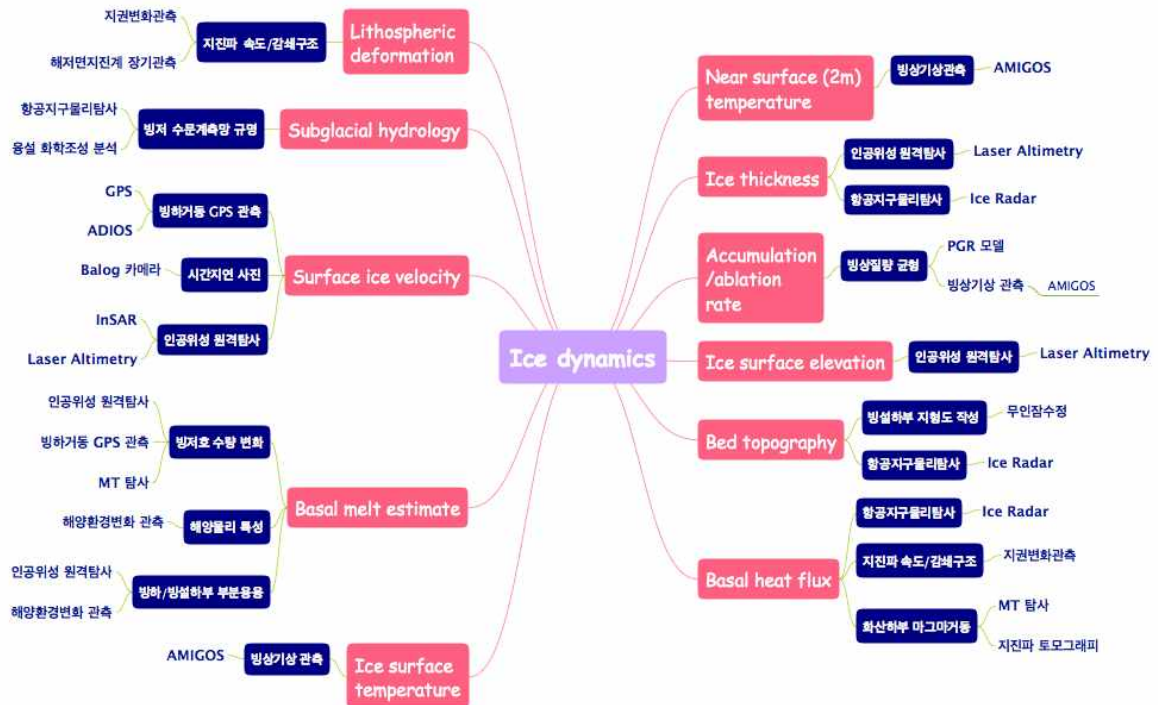 지권변화관측
해저면지진계 장기관측
지진파 속도/감쇄구조
Lithospheric
deformation
항공지구물리탐사
융설 화학조성 분석
빙저 수문계측망 규명
Subglacial hydrology
GPS
ADIOS
빙하거동 GPS 관측
Balog 카메라
시간지연 사진
InSAR
Laser Altimetry
인공위성 원격탐사
Surface ice velocity
인공위성 원격탐사
빙하거동 GPS 관측
MT 탐사
빙저호 수량 변화
해양환경변화 관측
해양물리 특성
인공위성 원격탐사
해양환경변화 관측
빙하/빙설하부 부분용융
Basal melt estimate
AMIGOS
빙상기상 관측
Ice surface
temperature
Ice dynamics
Near surface (2m)
temperature
빙상기상관측
AMIGOS
Ice thickness
인공위성 원격탐사
Laser Altimetry
항공지구물리탐사
Ice Radar
Accumulation
/ablation
rate
빙상질량 균형
PGR 모델
빙상기상 관측
AMIGOS
Ice surface elevation
인공위성 원격탐사
Laser Altimetry
Bed topography
빙설하부 지형도 작성
무인잠수정
항공지구물리탐사
Ice Radar
Basal heat flux
항공지구물리탐사
Ice Radar
지진파 속도/감쇄구조
지권변화관측
화산하부 마그마거동
MT 탐사
지진파 토모그래피